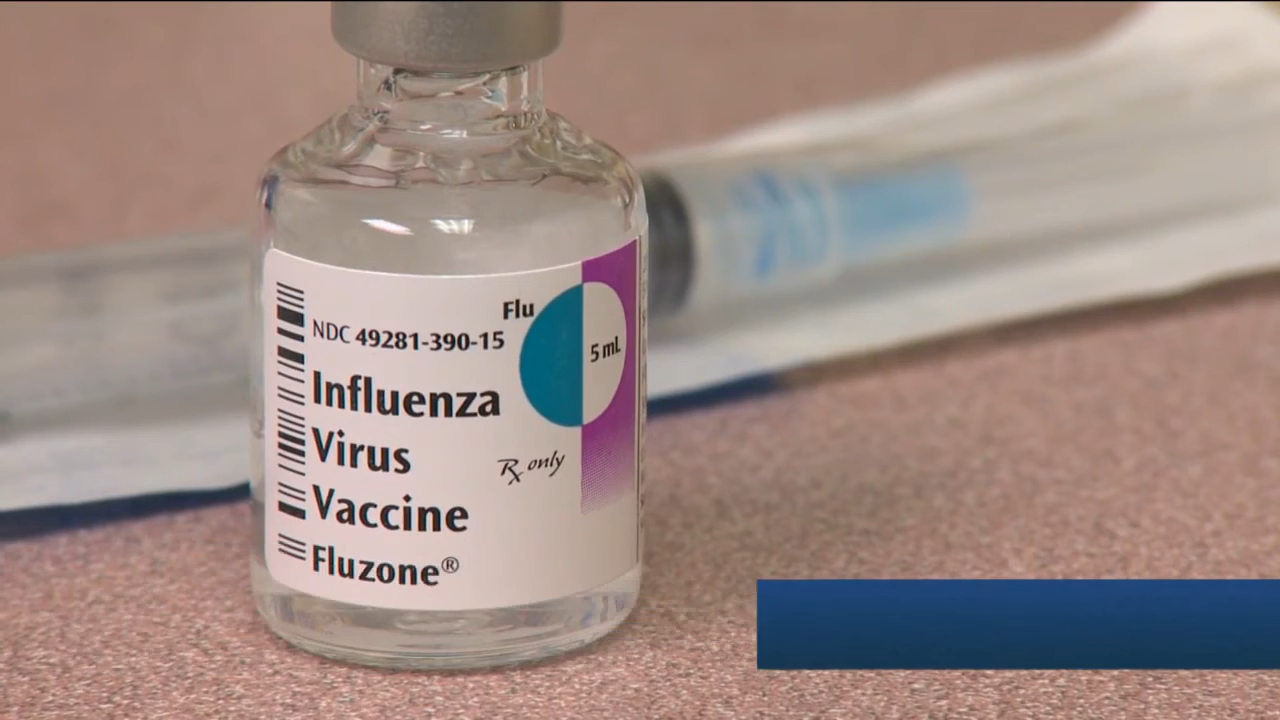 Flu
NDC 49281-390-15
5 mL
Influenza
Virus
Rx only
Vaccine
Fluzone®